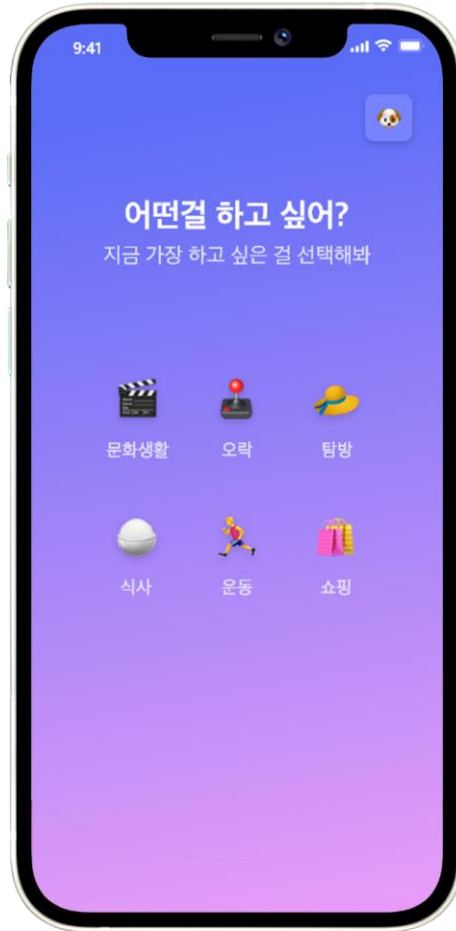 9:41
어떤걸 하고 싶어?
지금 가장 하고 싶은 걸 선택해봐
문화생활 오락 탐방
식사 운동 쇼핑